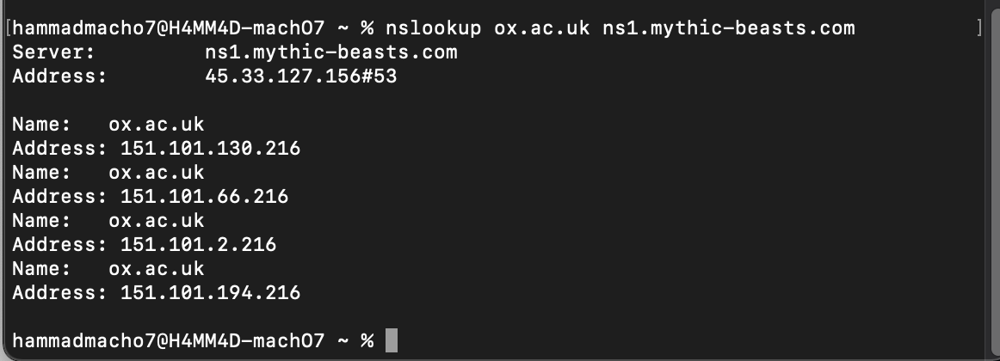 [hammadmacho7@H4MM4D-machO7 ~ % nslookup ox.ac.uk ns1.mythic-beasts.com ]
Server: ns1.mythic-beasts.com
Address: 45.33.127.156#53
Name: ox.ac.uk
Address: 151.101.130.216
Name: ox.ac.uk
Address: 151.101.66.216
Name: ox.ac.uk
Address: 151.101.2.216
Name: ox.ac.uk
Address: 151.101.194.216
hammadmacho7@H4MM4D-machO7 ~ %